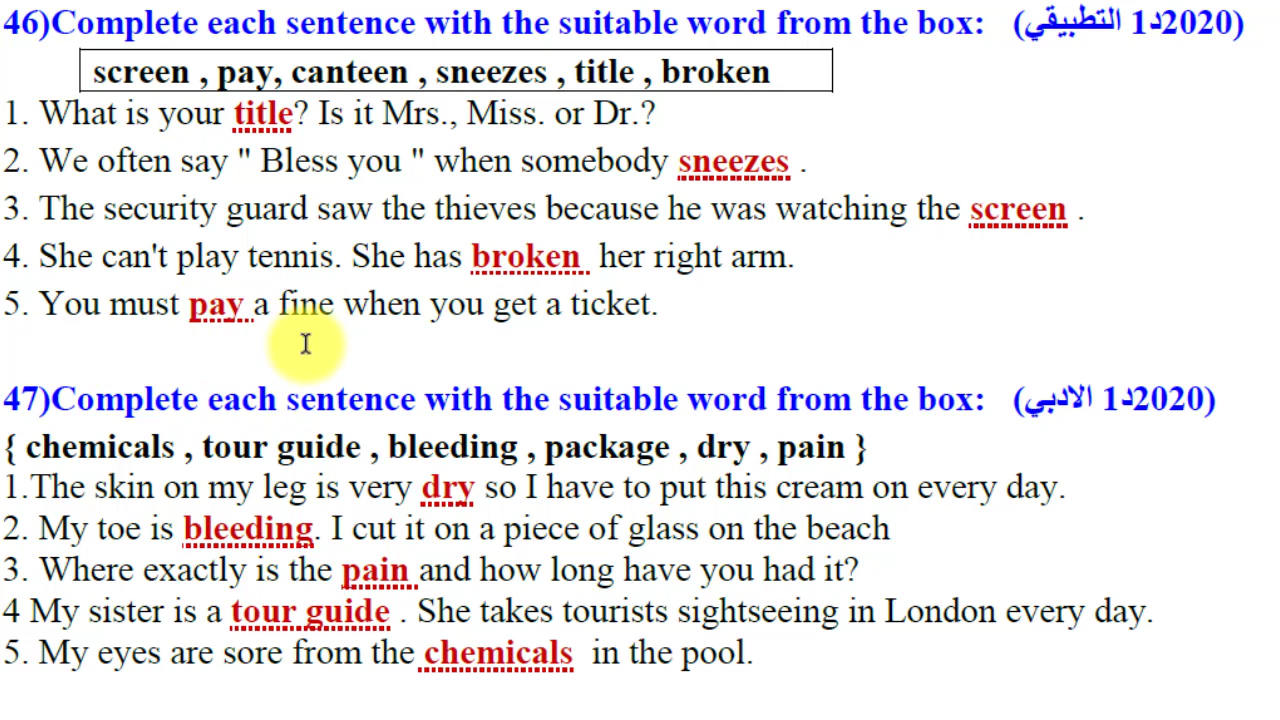 46)Complete each sentence with the suitable word from the box: (2020د1 التطبيقي)
screen , pay, canteen , sneezes , title , broken
1. What is your title? Is it Mrs., Miss. or Dr.?
2. We often say " Bless you " when somebody sneezes .
3. The security guard saw the thieves because he was watching the screen .
4. She can't play tennis. She has broken her right arm.
5. You must pay a fine when you get a ticket.
47)Complete each sentence with the suitable word from the box: (2020د1 الادبي)
{ chemicals , tour guide , bleeding , package , dry , pain }
1.The skin on my leg is very dry so I have to put this cream on every day.
2. My toe is bleeding. I cut it on a piece of glass on the beach
3. Where exactly is the pain and how long have you had it?
4 My sister is a tour guide . She takes tourists sightseeing in London every day.
5. My eyes are sore from the chemicals in the pool.